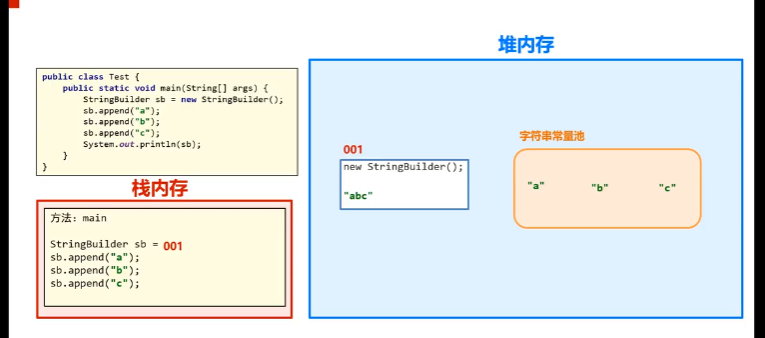 堆内存
public class Test {
public static void main(String[] args) {
StringBuilder sb = new StringBuilder();
sb.append("a");
sb.append("b");
sb.append("c");
System.out.println(sb);
}
}
字符串常量池
001
new StringBuilder();
"abc"
"a" "b" "c"
栈内存
方法: main
StringBuilder sb = 001
sb.append("a");
sb.append("b");
sb.append("c");